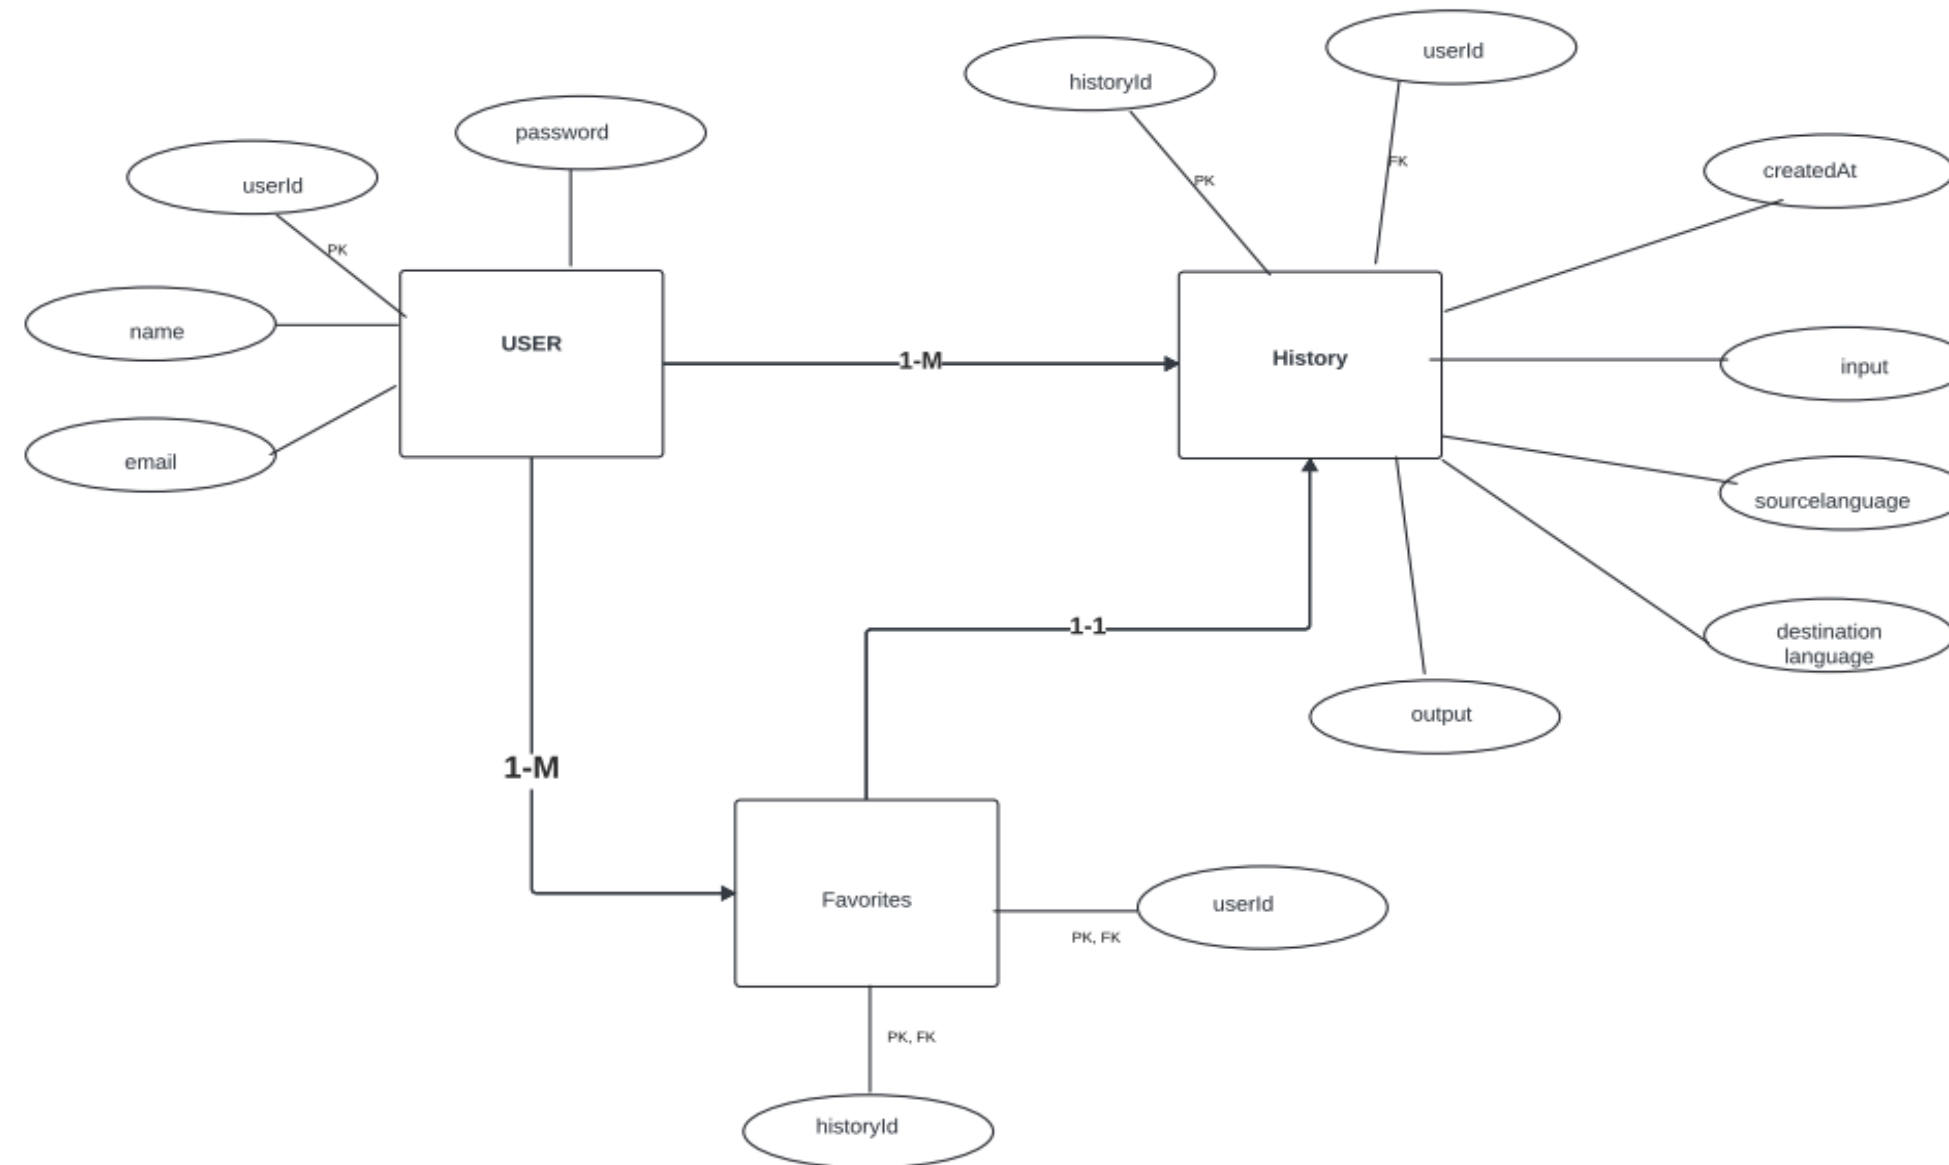 userId
historyId
password
createdAt
userId
FK
PK
PK
name
USER
1-M
History
input
email
sourcelanguage
1-1
destination
language
output
1-M
Favorites
userId
PK, FK
PK, FK
historyId